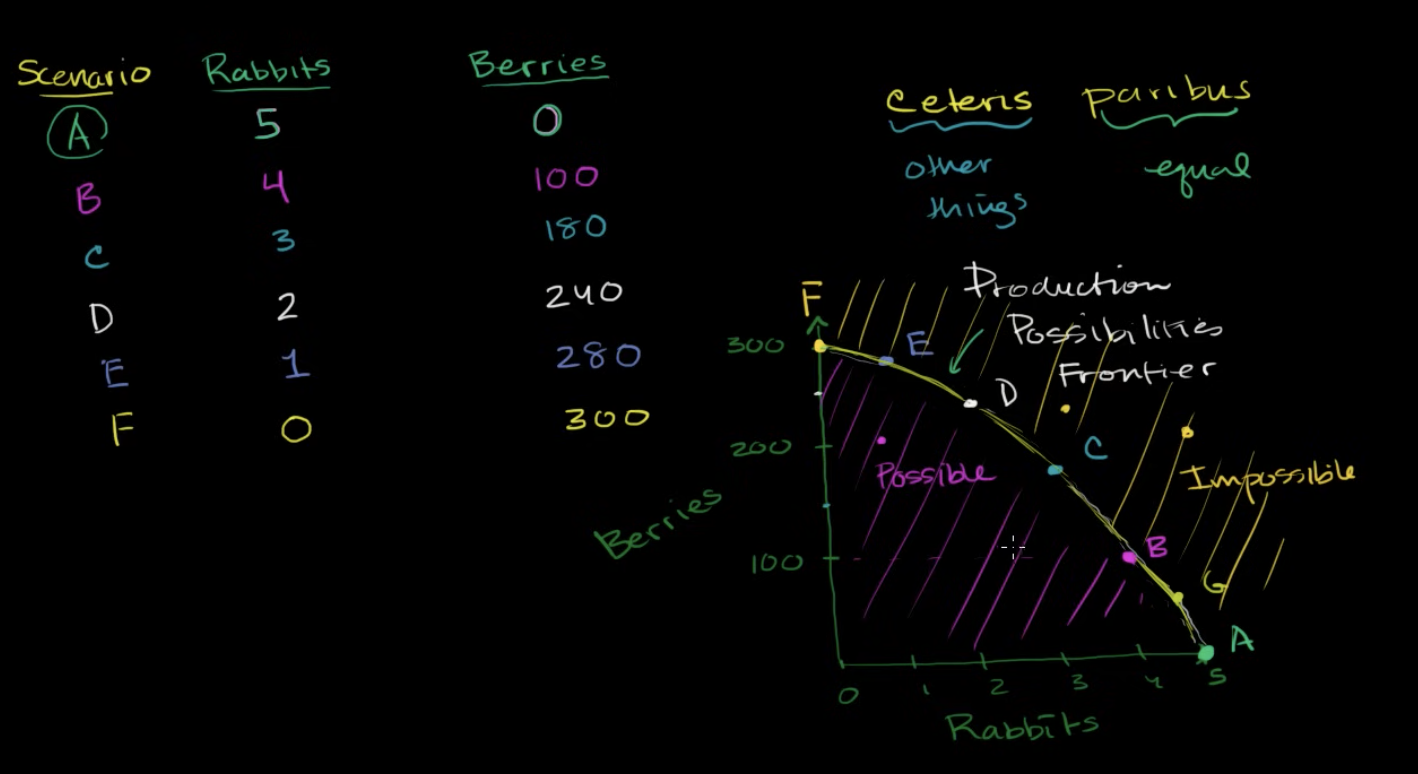 Scenario Rabbits Berries
A 5 0
B 4 100
C 3 180
D 2 240
E 1 280
F 0 300
Ceteris paribus
other things
equal
Production
Possibilities
Frontier
F
300
E
D
200
C
Possible
Impossible
Berries
B
100
G
A
0 1 2 3 4 5
Rabbits